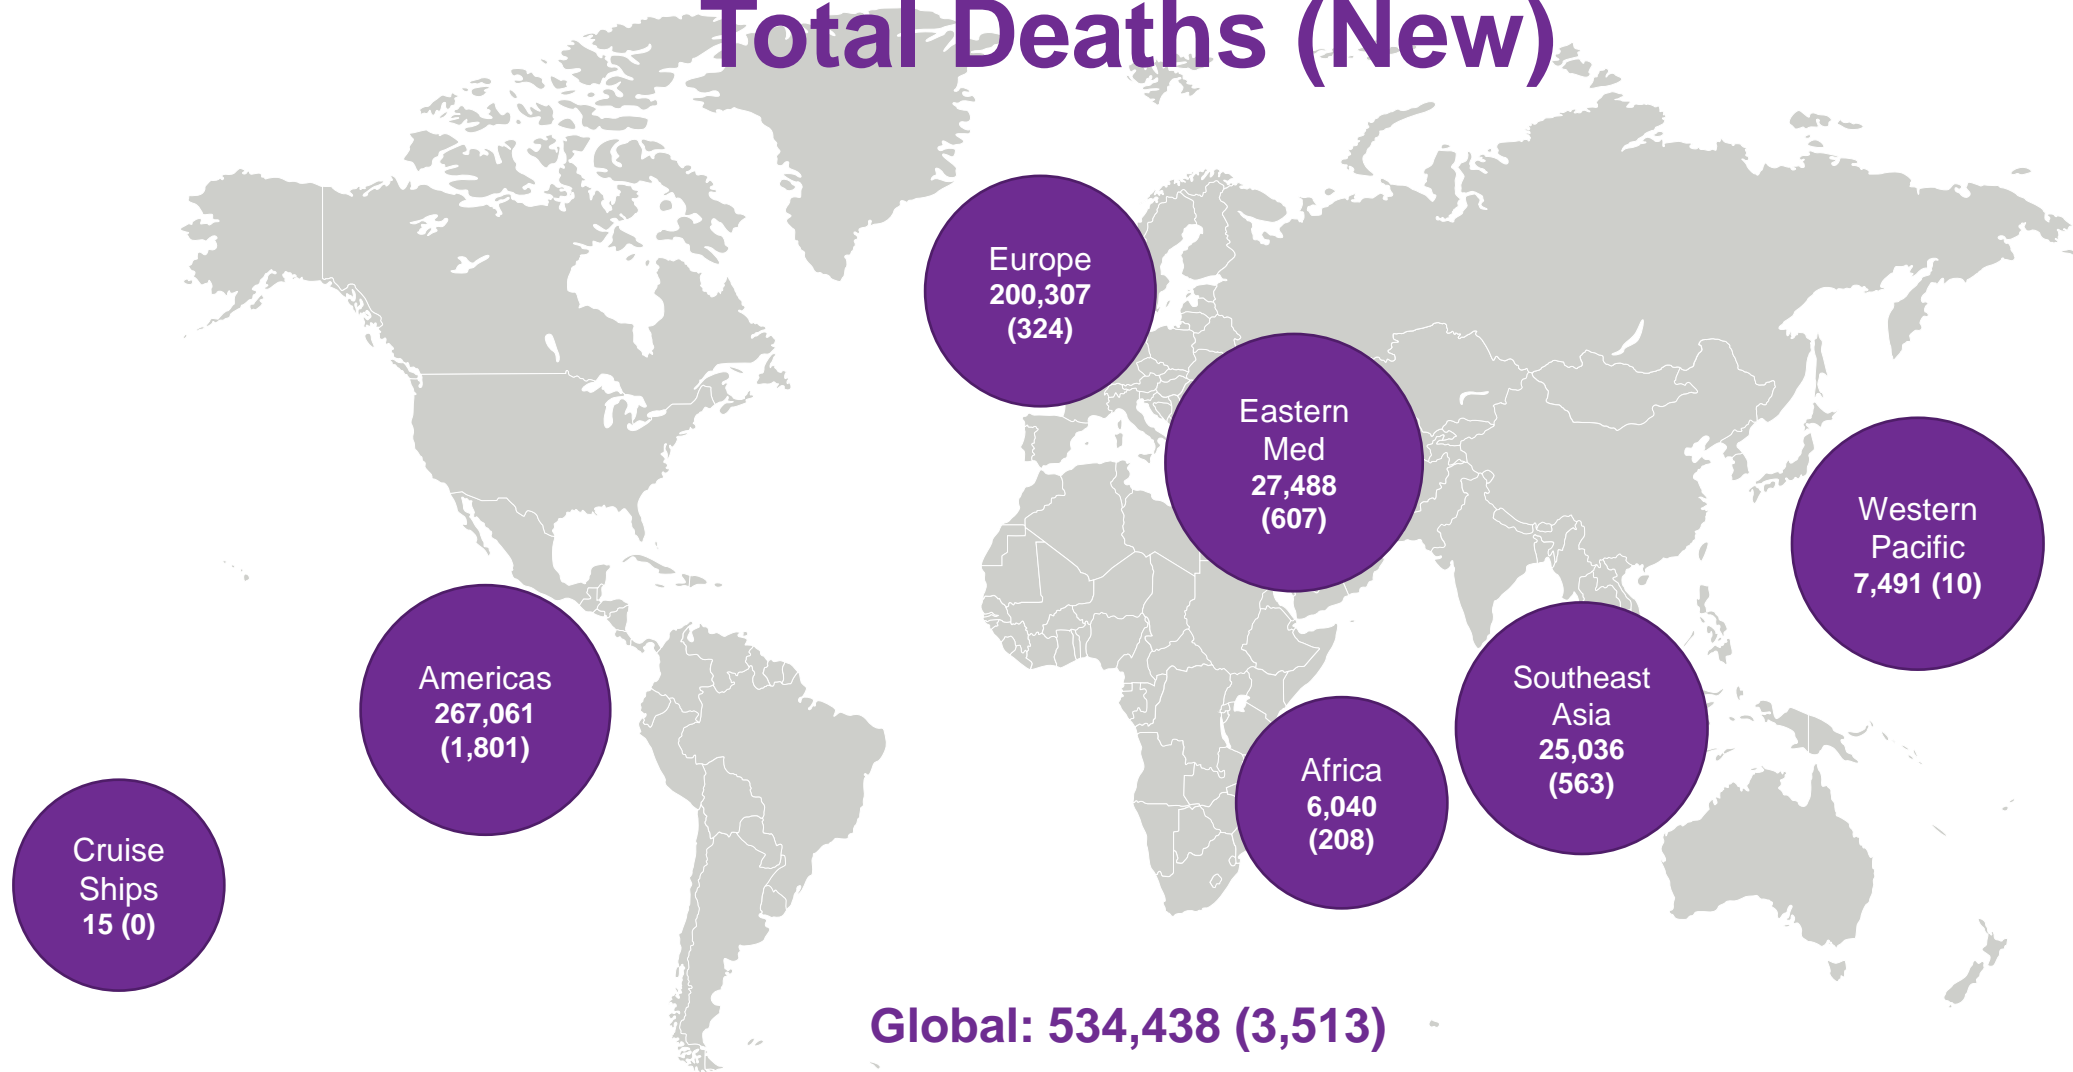 Total Deaths (New)
Europe
200,307
(324)
Eastern
Med
27,488
(607)
Western
Pacific
7,491 (10)
Americas
267,061
(1,801)
Southeast
Asia
25,036
(563)
Africa
6,040
(208)
Cruise
Ships
15 (0)
Global: 534,438 (3,513)